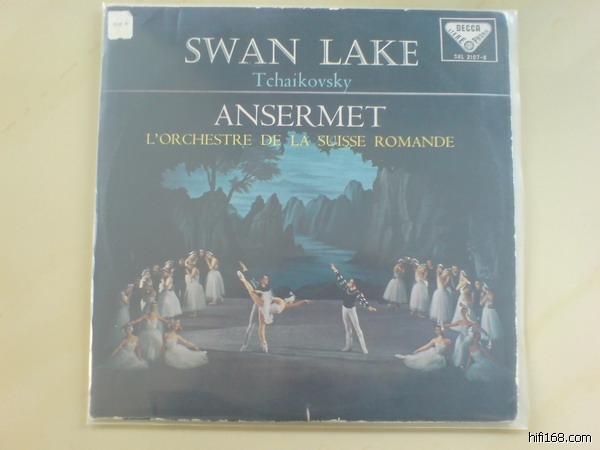 SWAN LAKE
Tchaikovsky
ANSERMET
L'ORCHESTRE DE LA SUISSE ROMANDE
DECCA
SXL 2107-8
hifi168.com